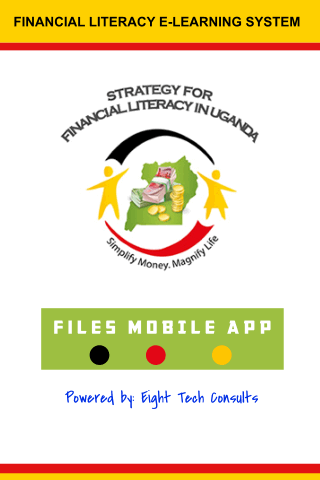 FINANCIAL LITERACY E-LEARNING SYSTEM
STRATEGY FOR
FINANCIAL LITERACY IN UGANDA
Simplify Money. Magnify Life
FILES MOBILE APP
Powered by: Eight Tech Consults